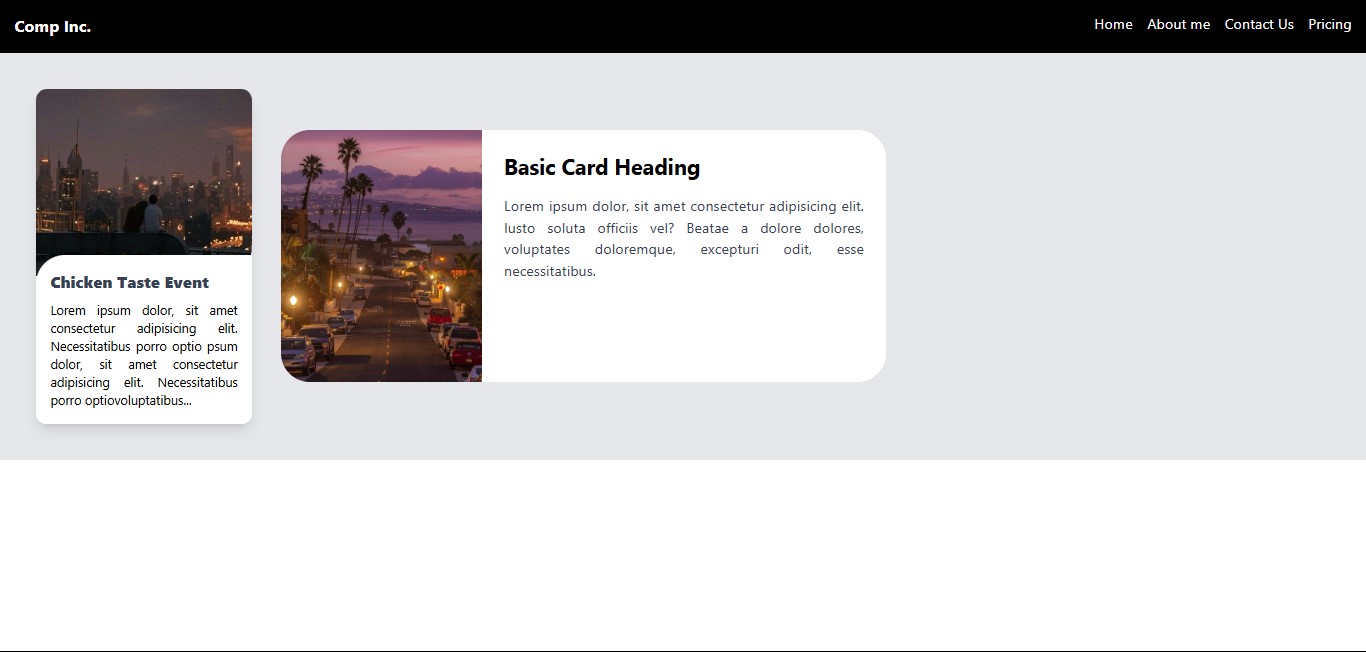 Comp Inc.
Home About me Contact Us Pricing
Chicken Taste Event
Lorem ipsum dolor, sit amet
consectetur adipisicing elit.
Necessitatibus porro optio psum
dolor, sit amet consectetur
adipisicing elit. Necessitatibus
porro optiovoluptatibus...
Basic Card Heading
Lorem ipsum dolor, sit amet consectetur adipisicing elit.
Iusto soluta officiis vel? Beatae a dolore dolores,
voluptates doloremque, excepturi odit, esse
necessitatibus.